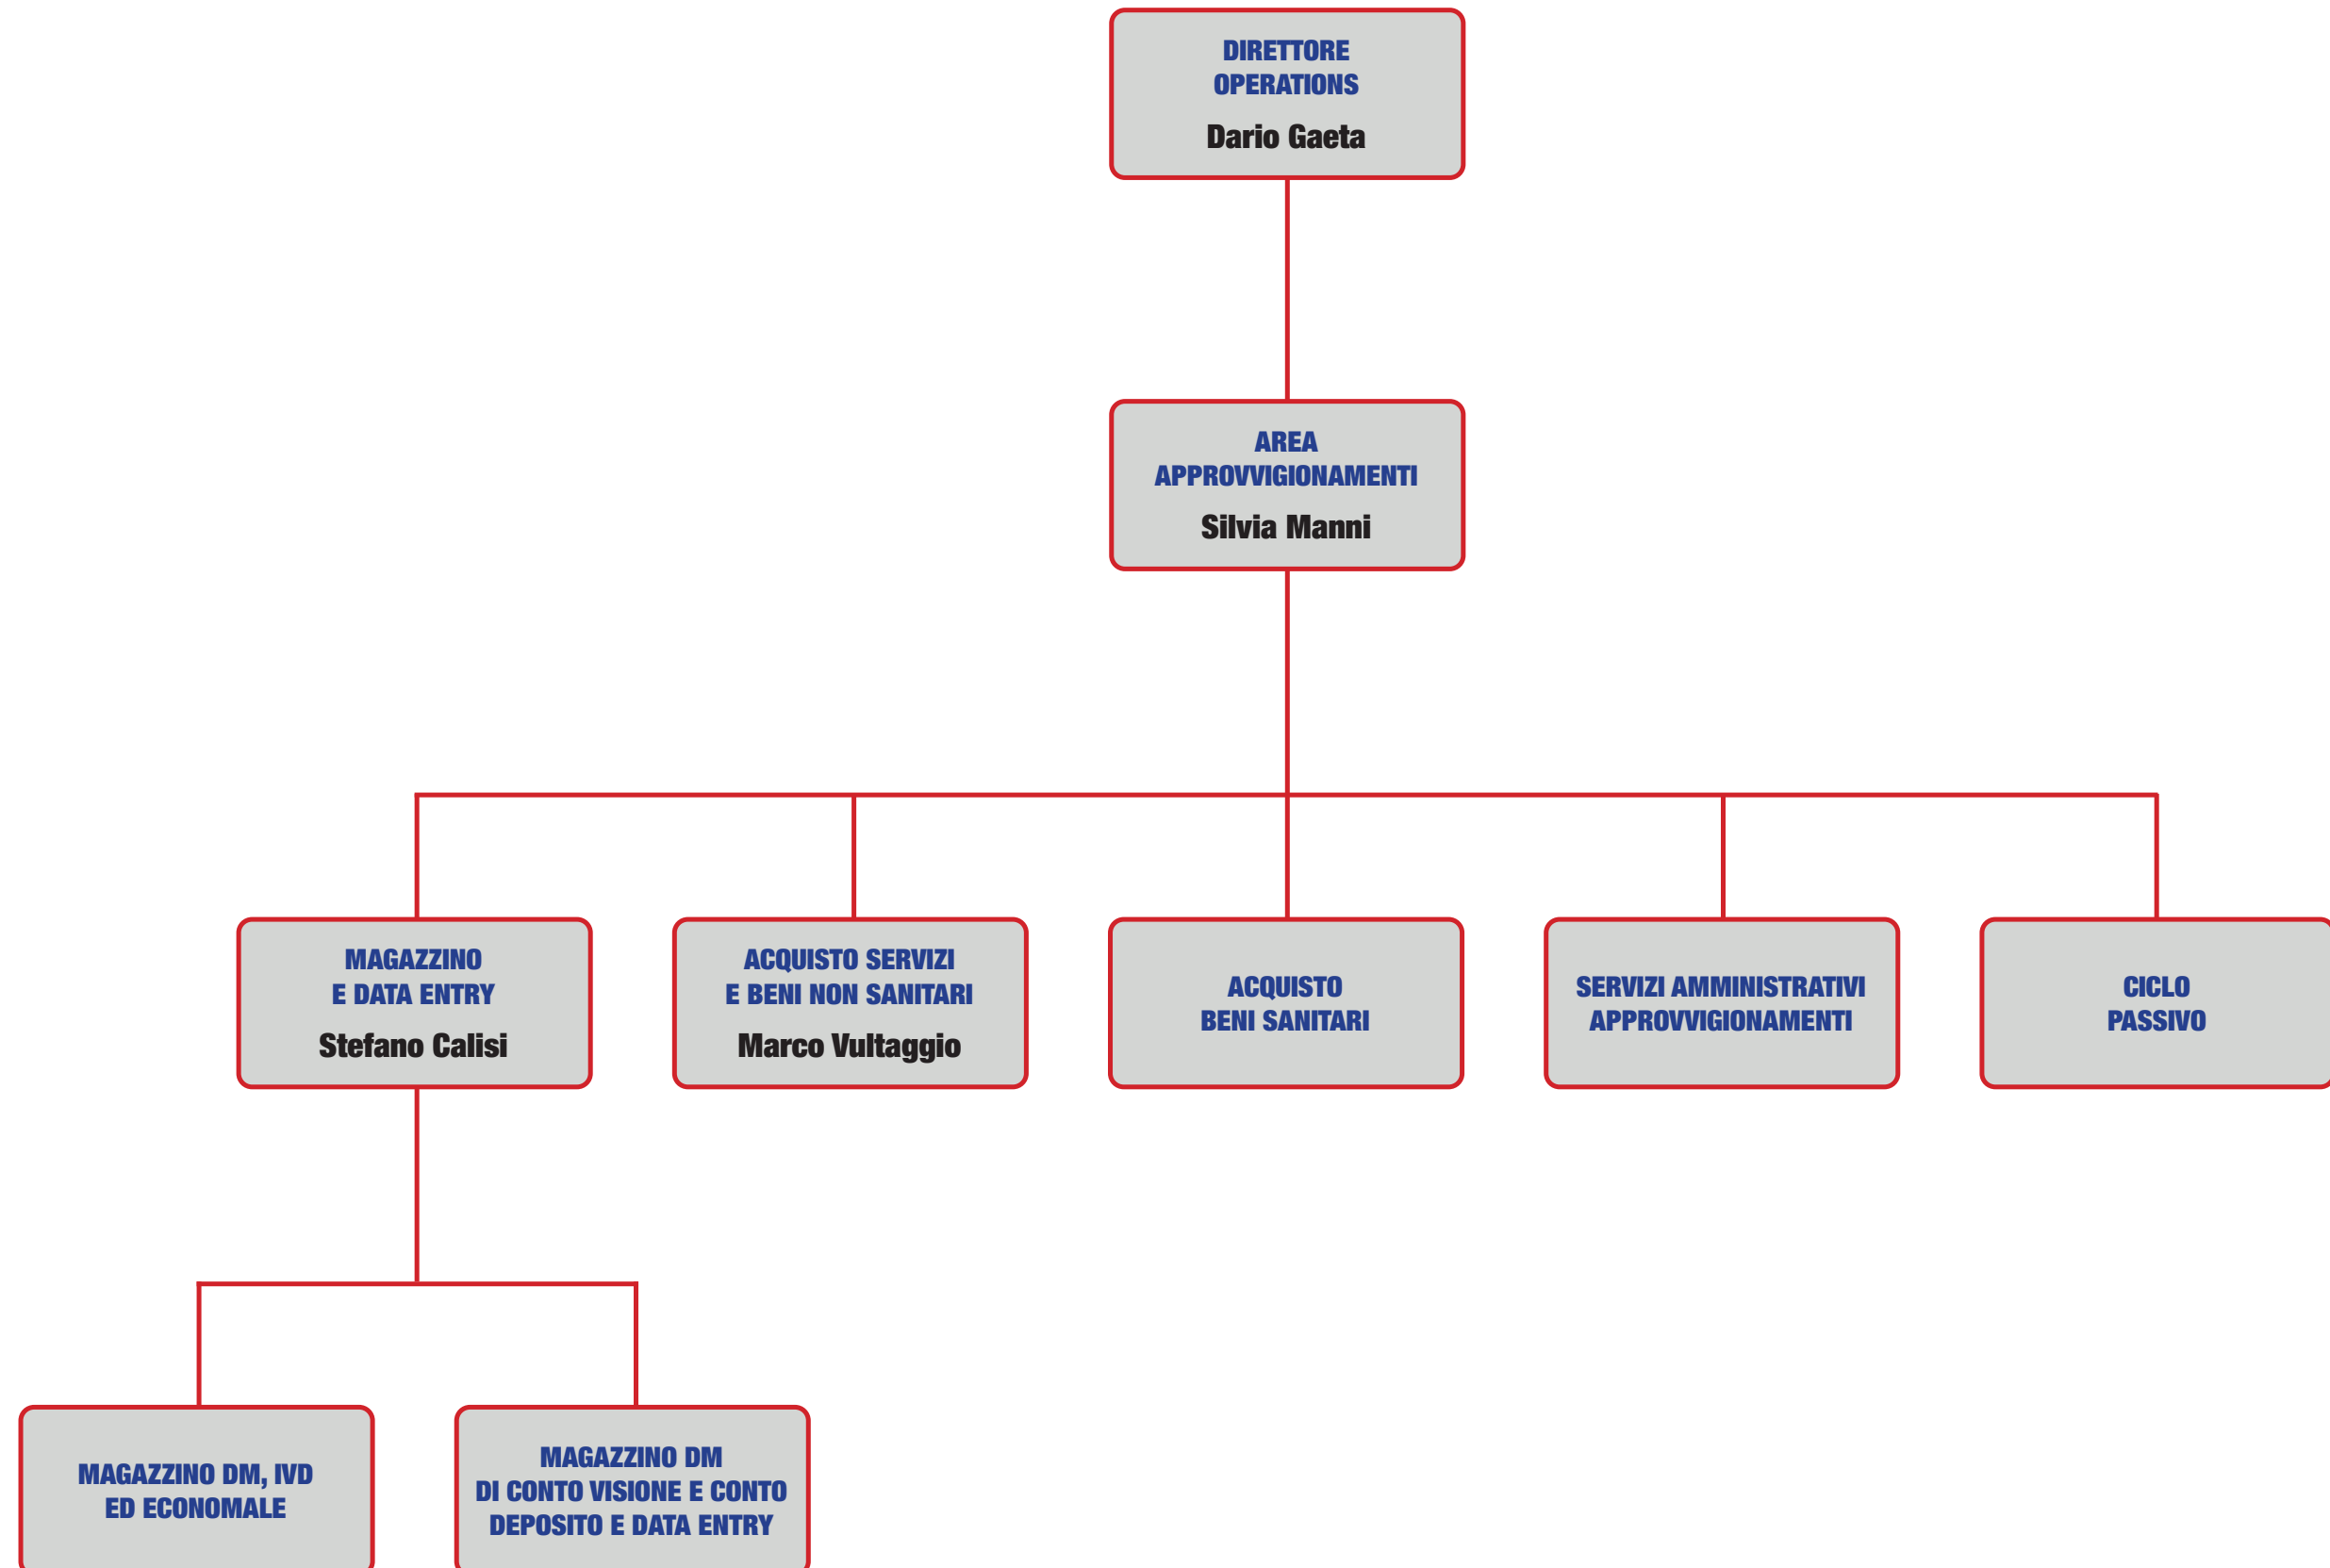 DIRETTORE
OPERATIONS
Dario Gaeta
AREA
APPROVVIGIONAMENTI
Silvia Manni
MAGAZZINO
E DATA ENTRY
Stefano Calisi
ACQUISTO SERVIZI
E BENI NON SANITARI
Marco Vultaggio
ACQUISTO
BENI SANITARI
SERVIZI AMMINISTRATIVI
APPROVVIGIONAMENTI
CICLO
PASSIVO
MAGAZZINO DM, IVD
ED ECONOMALE
MAGAZZINO DM
DI CONTO VISIONE E CONTO
DEPOSITO E DATA ENTRY